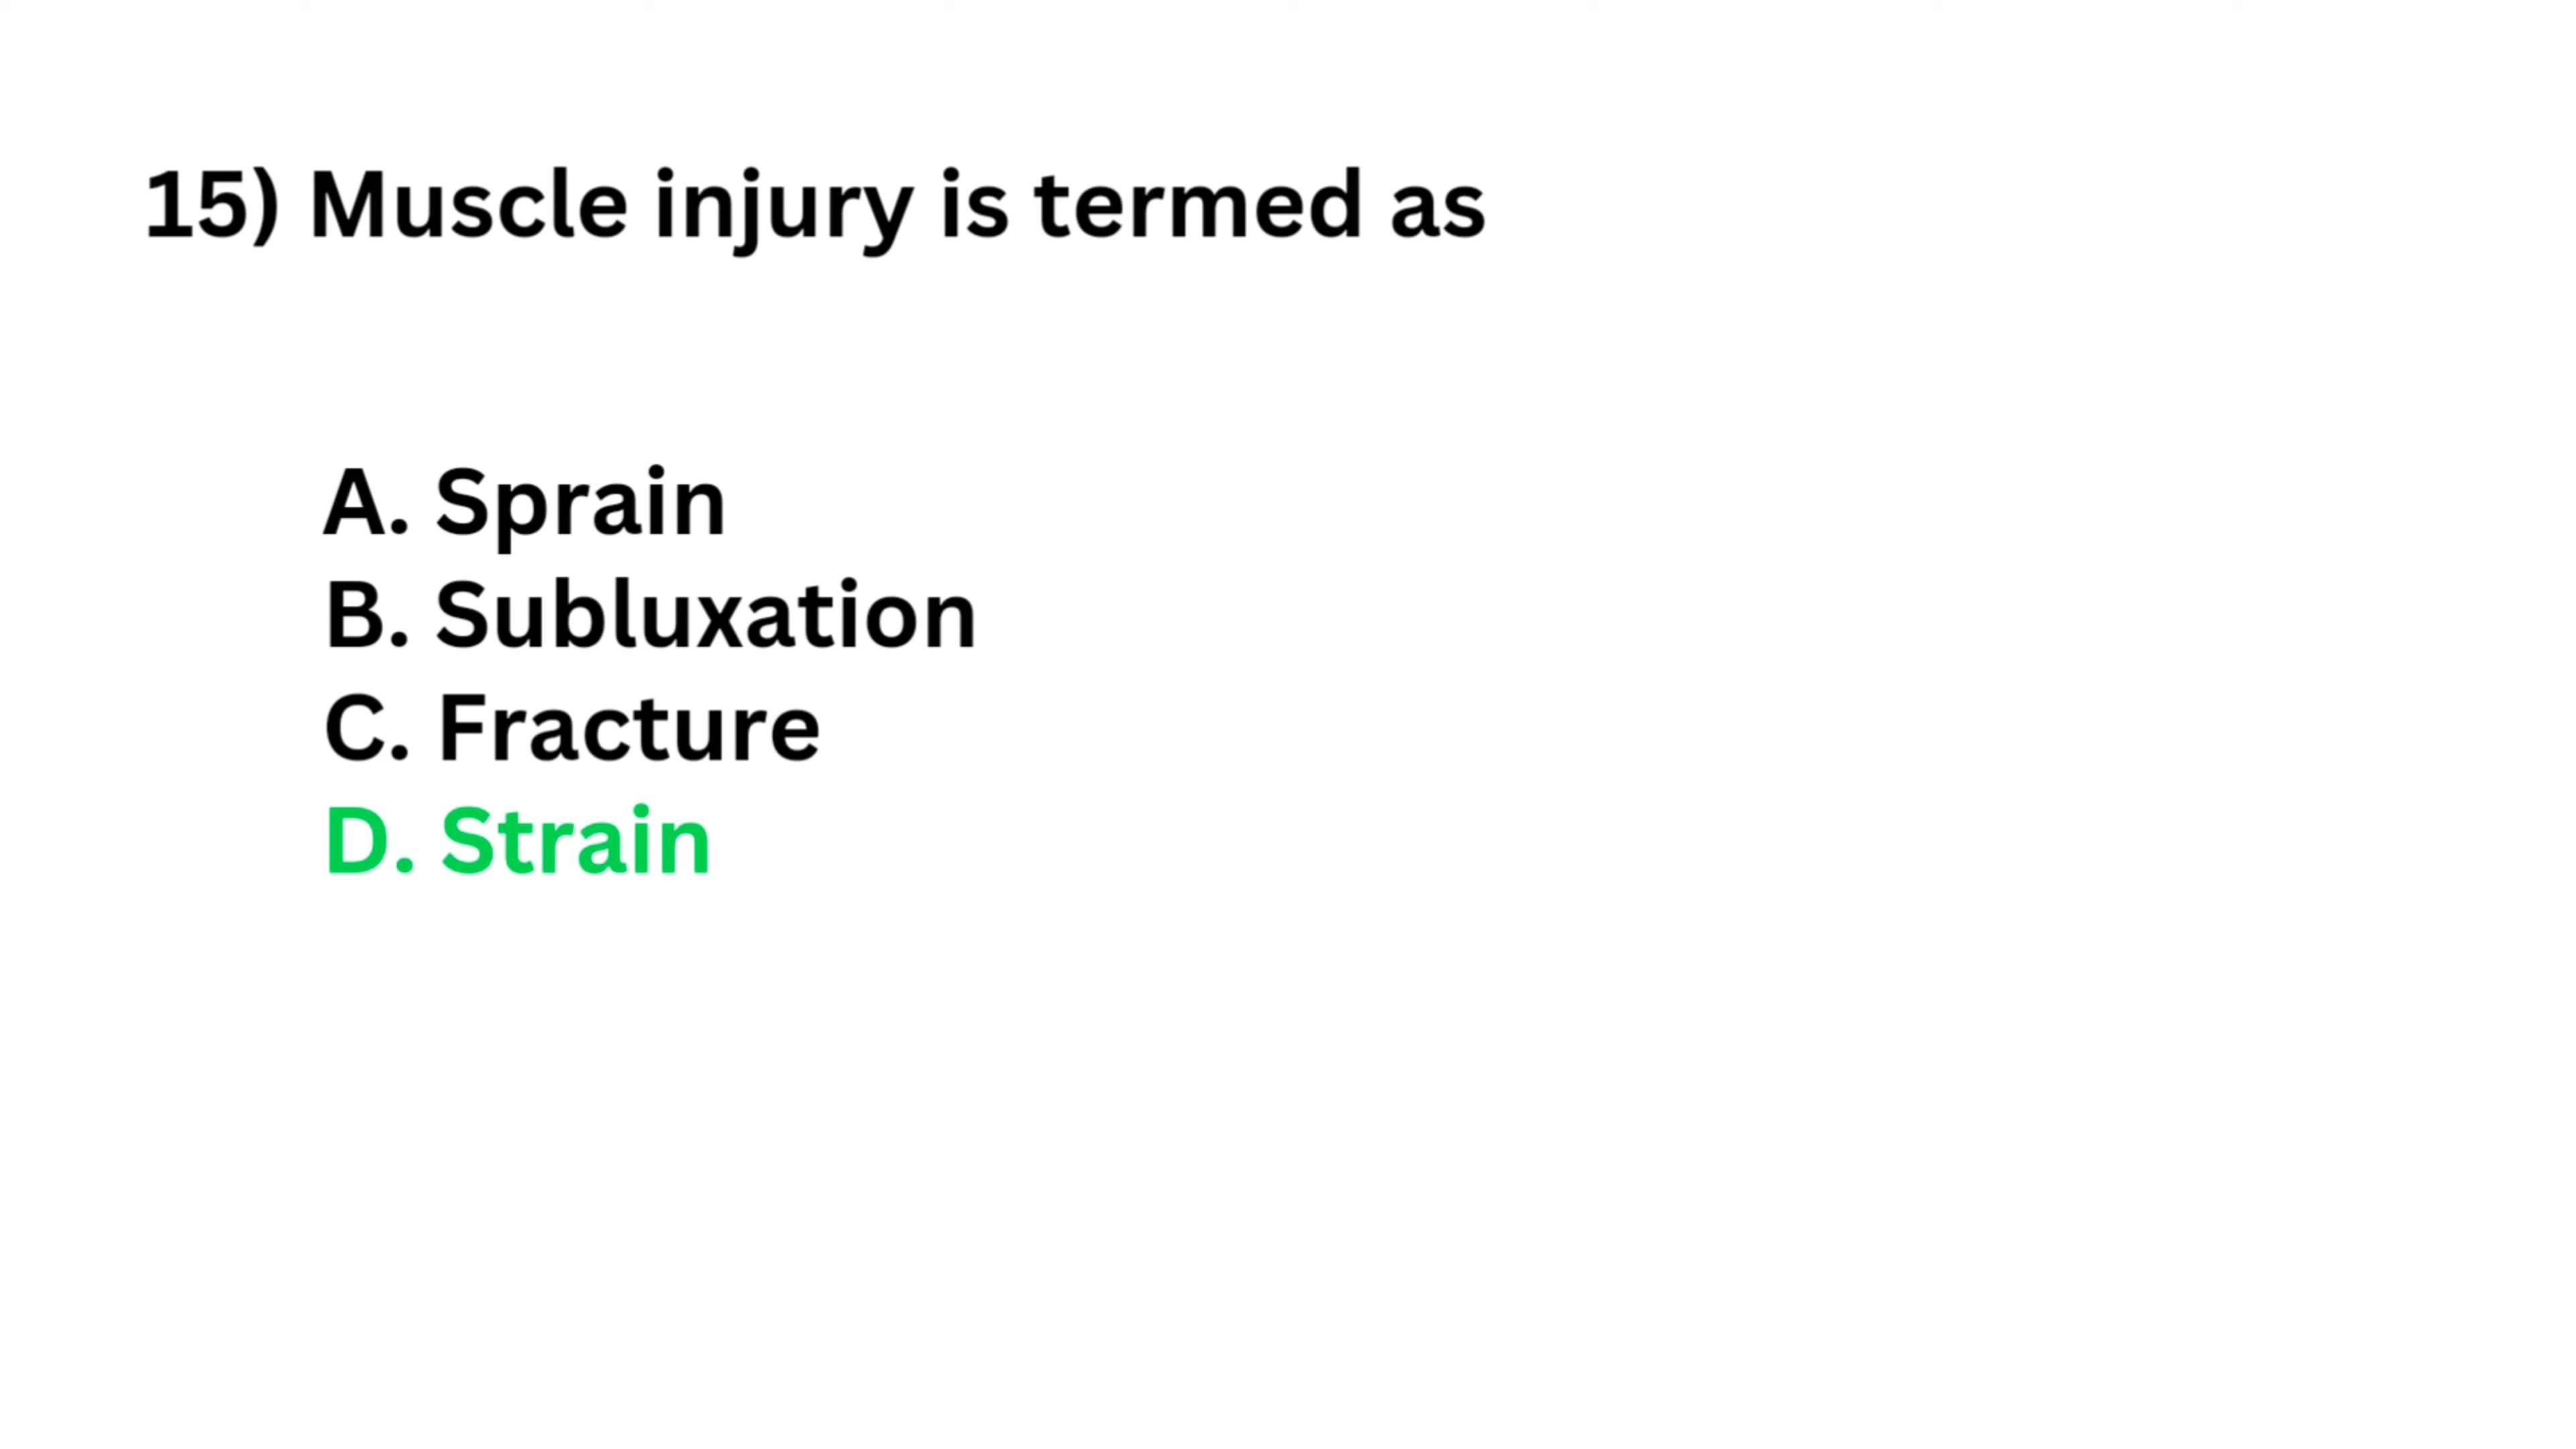 15) Muscle injury is termed as
A. Sprain
B. Subluxation
C. Fracture
D. Strain